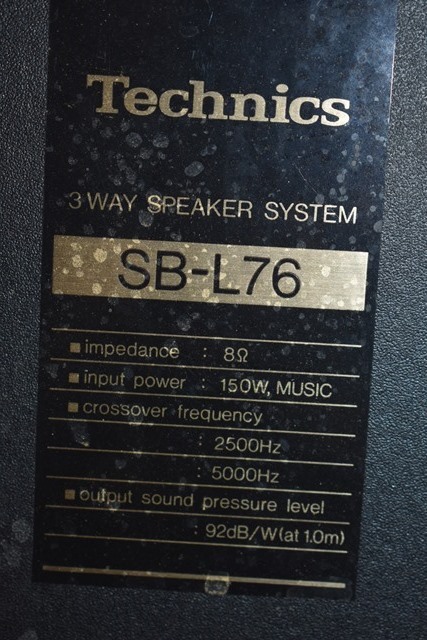 Technics
3 WAY SPEAKER SYSTEM
SB-L76
■ impedance : 8Ω
■ input power : 150W, MUSIC
■ crossover frequency
: 2500Hz
: 5000Hz
■ output sound pressure level
: 92dB/W(at 1.0m)